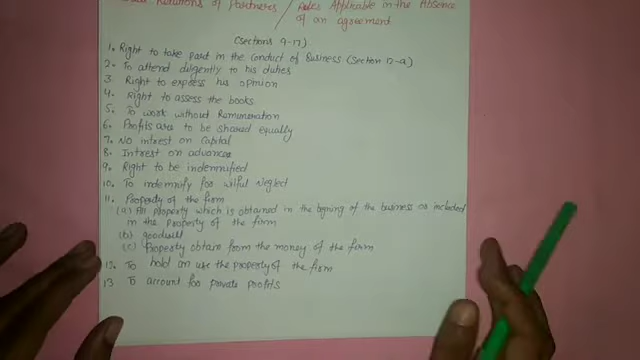 Relations of Partners / Rules Applicable in the Absence
of an agreement
(Sections 9-17)
1. Right to take part in the conduct of Business (Section 12-a)
2. To attend diligently to his duties
3. Right to express his opinion
4. Right to assess the books
5. To work without Remuneration
6. Profits are to be shared equally
7. No interest on Capital
8. Intrest on advances
9. Right to be indemnified
10. To indemnify for wilful neglect
11. Property of the firm
(a) All property which is obtained in the bgining of the business or included
in the property of the firm
(b) goodwill
(c) Property obtain from the money of the firm
12. To hold an use the property of the firm
13 To account for private profits